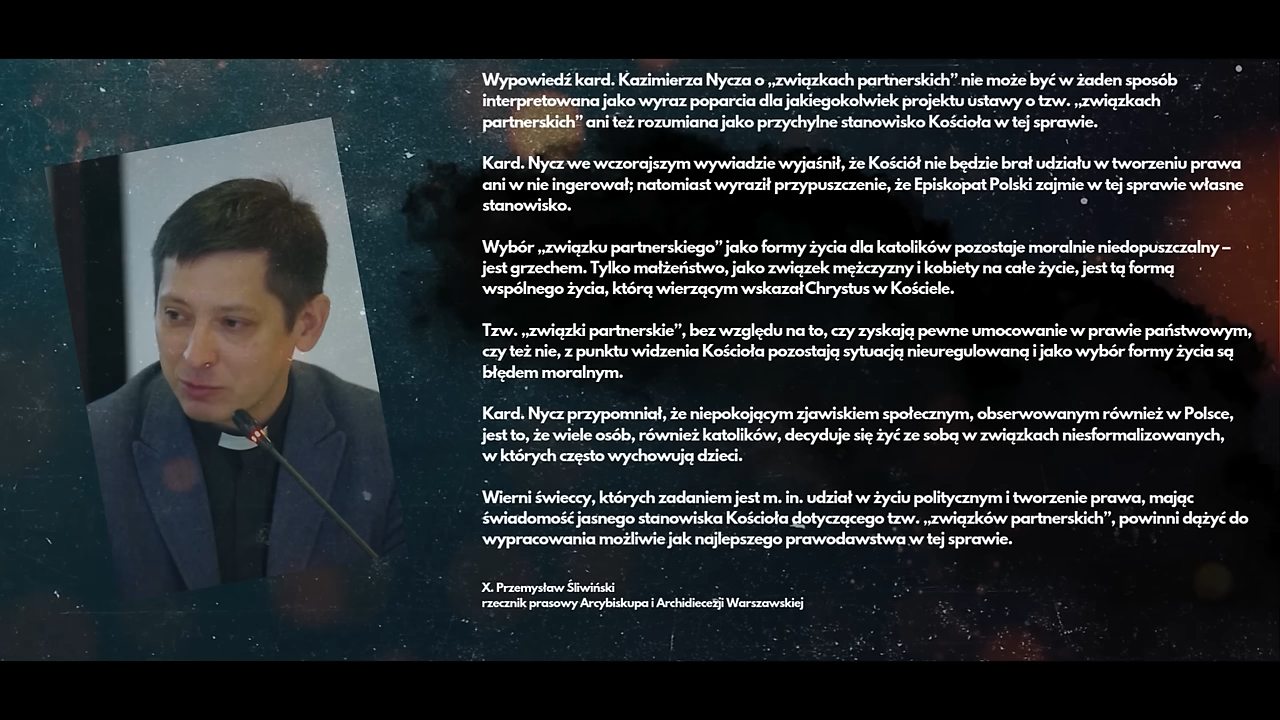 Wypowiedź kard. Kazimierza Nycza o „związkach partnerskich” nie może być w żaden sposób
interpretowana jako wyraz poparcia dla jakiegokolwiek projektu ustawy o tzw. „związkach
partnerskich” ani też rozumiana jako przychylne stanowisko Kościoła w tej sprawie.
Kard. Nycz we wczorajszym wywiadzie wyjaśnił, że Kościół nie będzie brał udziału w tworzeniu prawa
ani w nie ingerował; natomiast wyraził przypuszczenie, że Episkopat Polski zajmie w tej sprawie własne
stanowisko.
Wybór „związku partnerskiego” jako formy życia dla katolików pozostaje moralnie niedopuszczalny –
jest grzechem. Tylko małżeństwo, jako związek mężczyzny i kobiety na całe życie, jest tą formą
wspólnego życia, którą wierzącym wskazał Chrystus w Kościele.
Tzw. „związki partnerskie”, bez względu na to, czy zyskają pewne umocowanie w prawie państwowym,
czy też nie, z punktu widzenia Kościoła pozostają sytuacją nieuregulowaną i jako wybór formy życia są
błędem moralnym.
Kard. Nycz przypomniał, że niepokojącym zjawiskiem społecznym, obserwowanym również w Polsce,
jest to, że wiele osób, również katolików, decyduje się żyć ze sobą w związkach niesformalizowanych,
w których często wychowują dzieci.
Wierni świeccy, których zadaniem jest m. in. udział w życiu politycznym i tworzenie prawa, mając
świadomość jasnego stanowiska Kościoła dotyczącego tzw. „związków partnerskich”, powinni dążyć do
wypracowania możliwie jak najlepszego prawodawstwa w tej sprawie.
X. Przemysław Śliwiński
rzecznik prasowy Arcybiskupa i Archidiecezji Warszawskiej